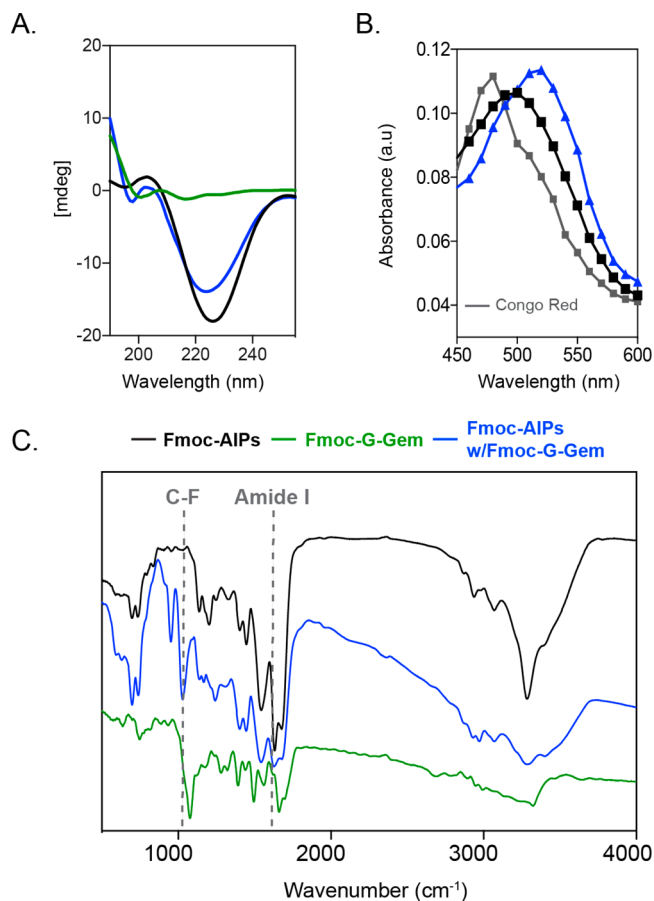 A.
B.
20
10
0
-10
-20
[mdeg]
200
220
240
Wavelength (nm)
0.12
0.10
0.08
0.06
0.04
Absorbance (a.u)
Congo Red
450
500
550
600
Wavelength (nm)
C.
Fmoc-AIPs
Fmoc-G-Gem
Fmoc-AIPs
w/Fmoc-G-Gem
C-F
Amide I
1000
2000
3000
4000
Wavenumber (cm⁻¹)